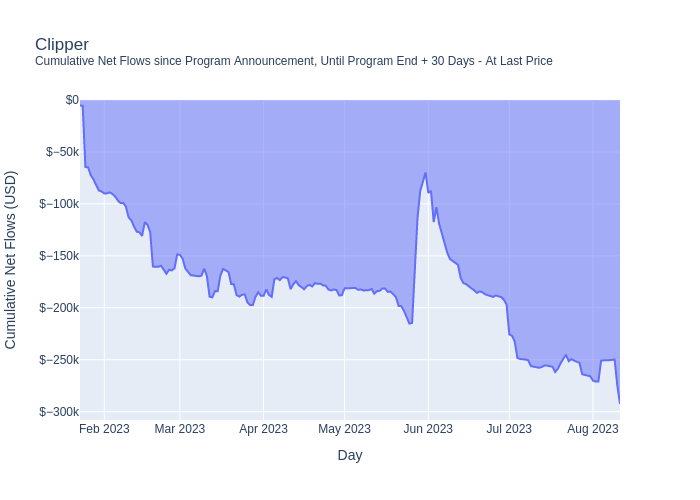 Clipper
Cumulative Net Flows since Program Announcement, Until Program End + 30 Days - At Last Price
$0
$−50k
$−100k
$−150k
$−200k
$−250k
$−300k
Cumulative Net Flows (USD)
Feb 2023
Mar 2023
Apr 2023
May 2023
Jun 2023
Jul 2023
Aug 2023
Day